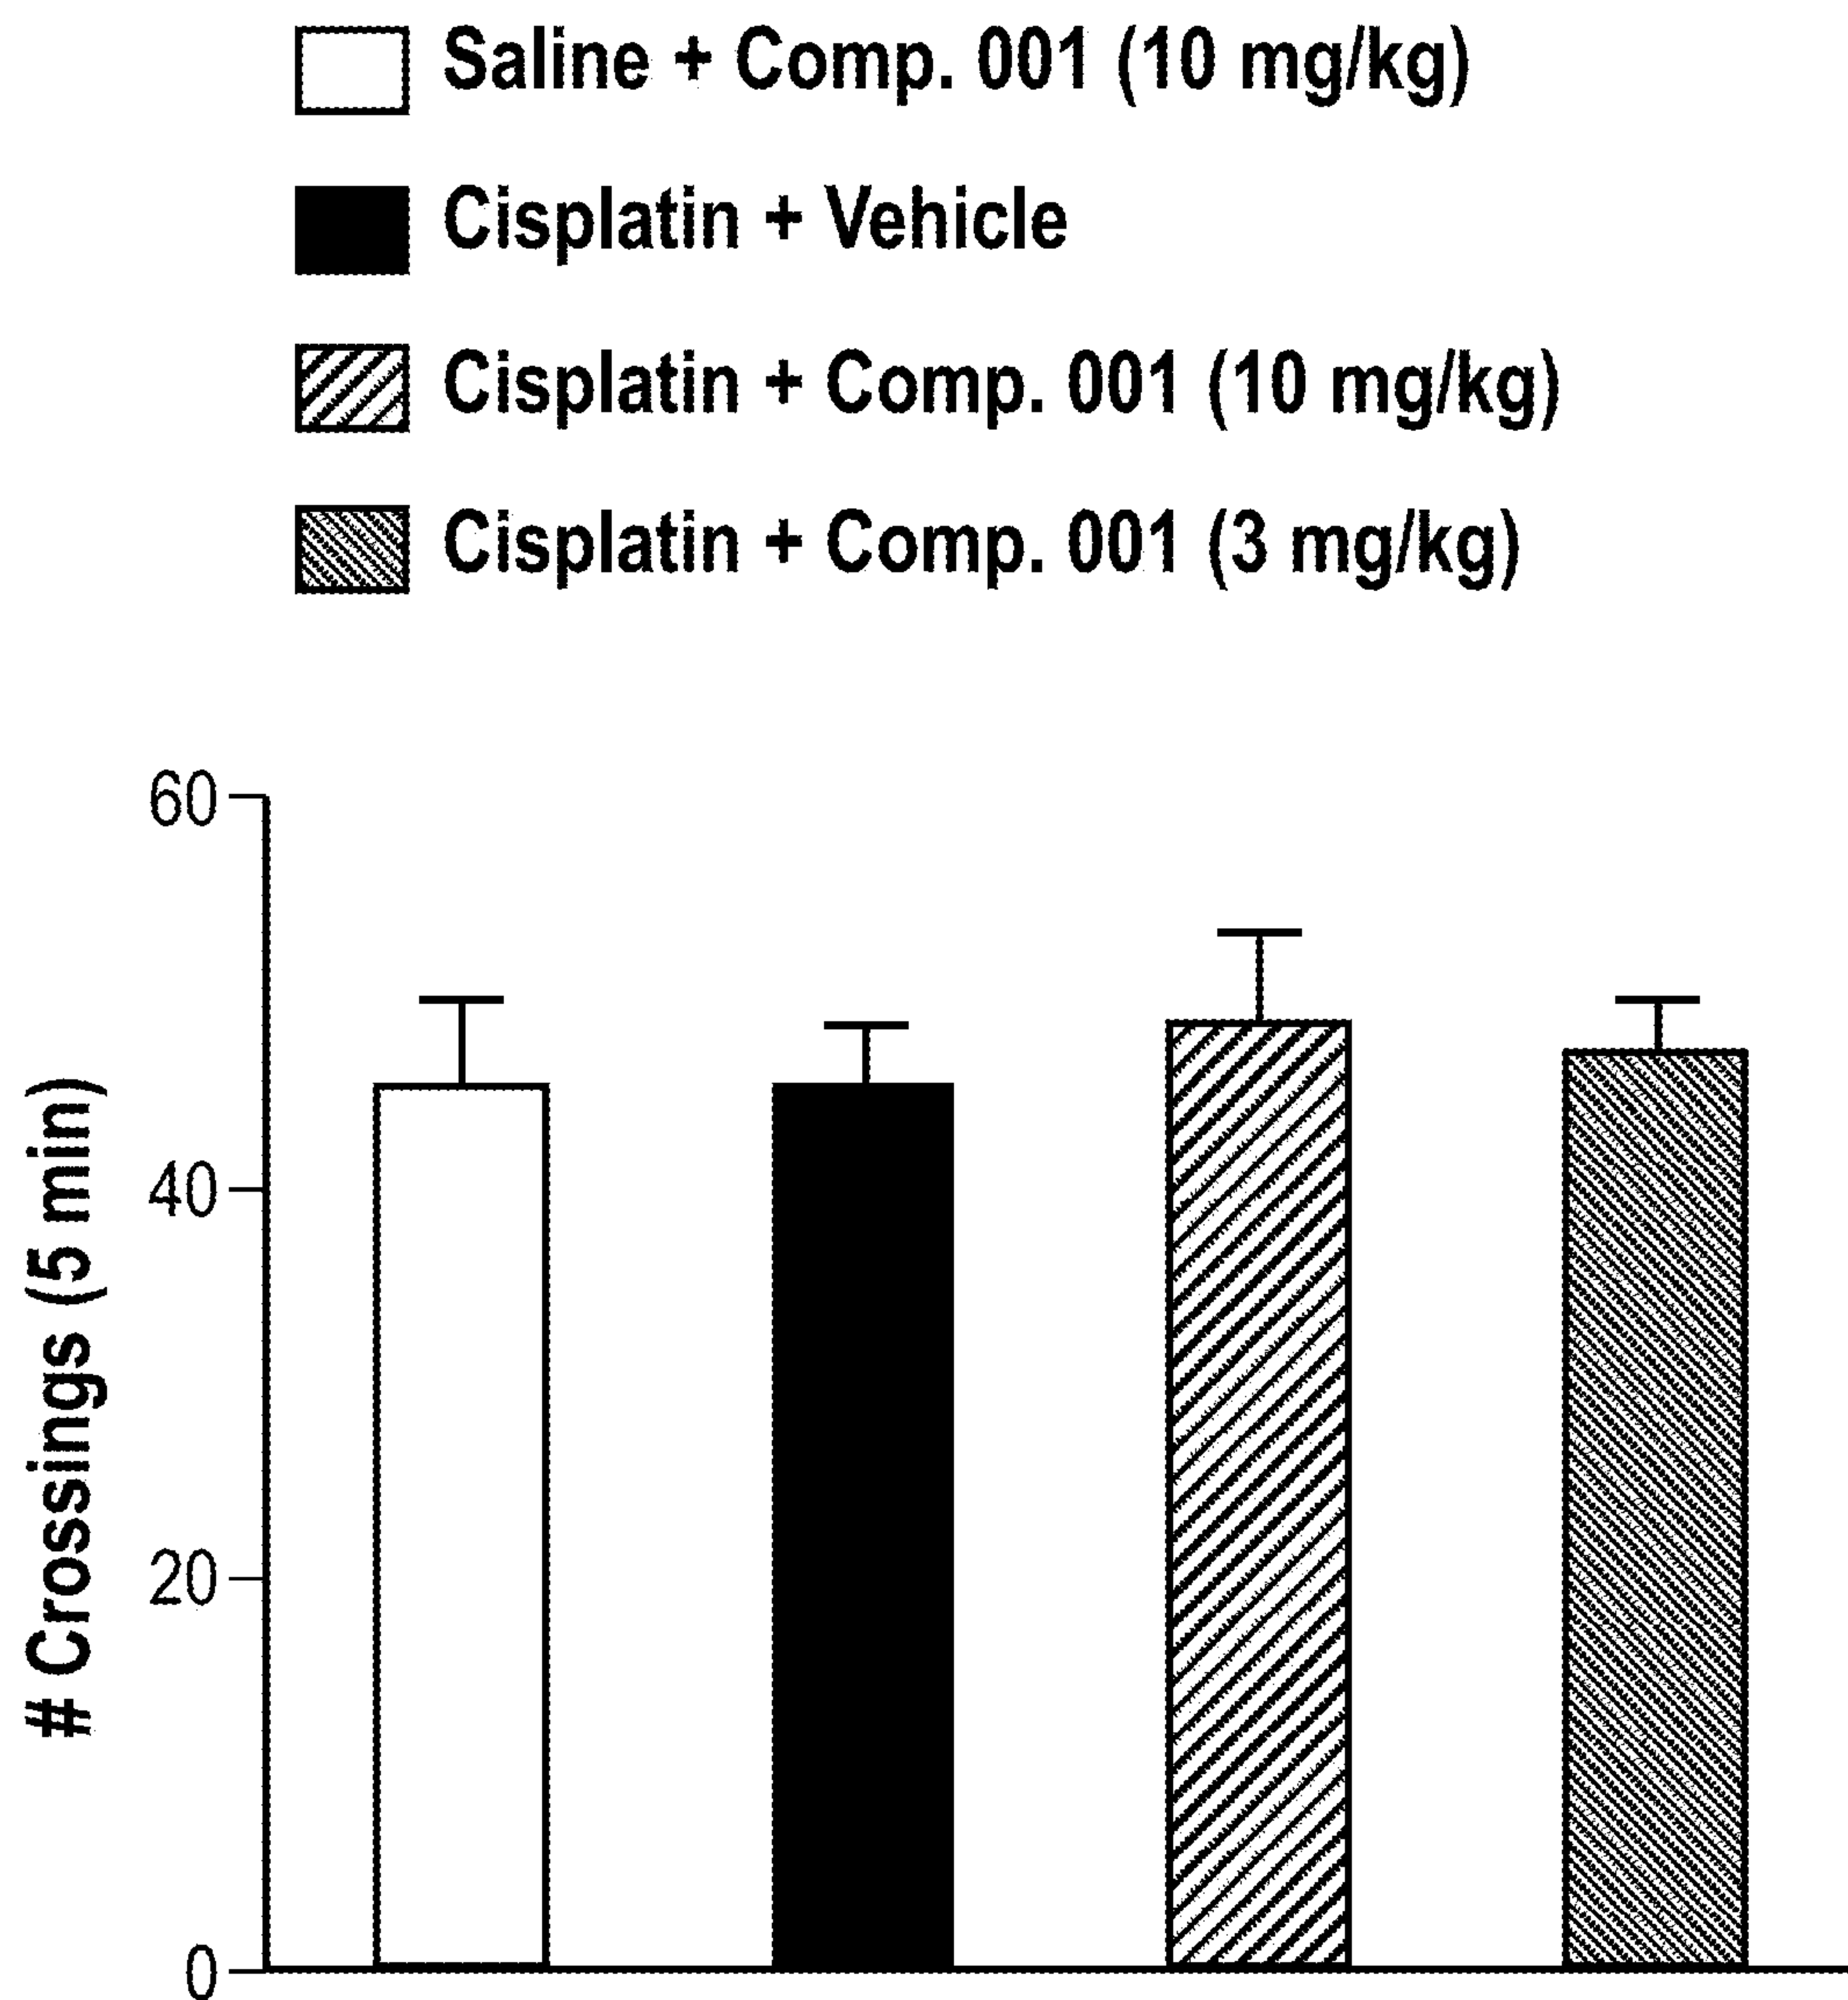 Saline + Comp. 001 (10 mg/kg)
Cisplatin + Vehicle
Cisplatin + Comp. 001 (10 mg/kg)
Cisplatin + Comp. 001 (3 mg/kg)
# Crossings (5 min)
60
40
20
0